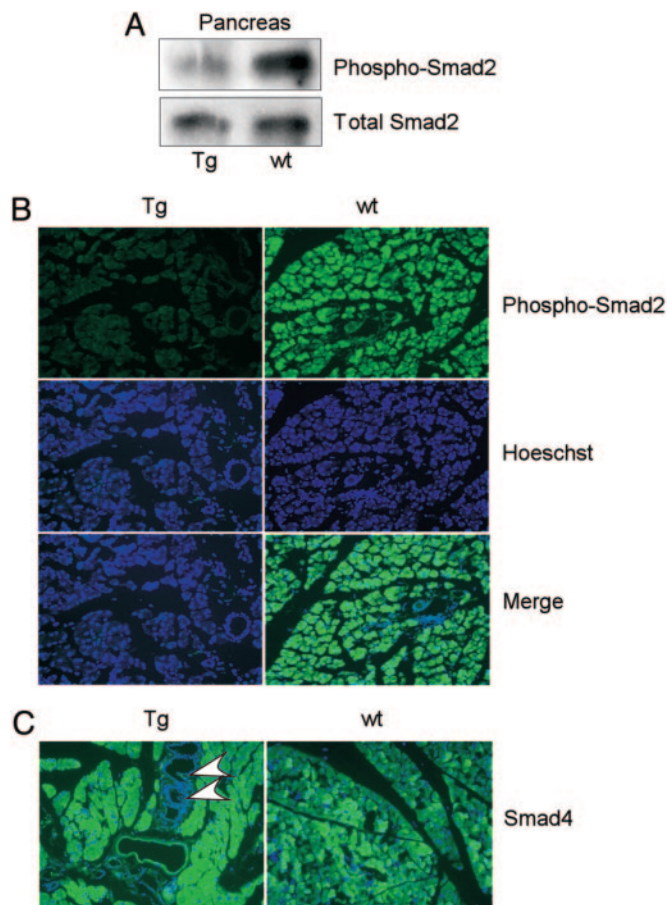 A
Pancreas
Phospho-Smad2
Total Smad2
Tg wt
B
Tg wt
Phospho-Smad2
Hoeschst
Merge
C
Tg wt
Smad4